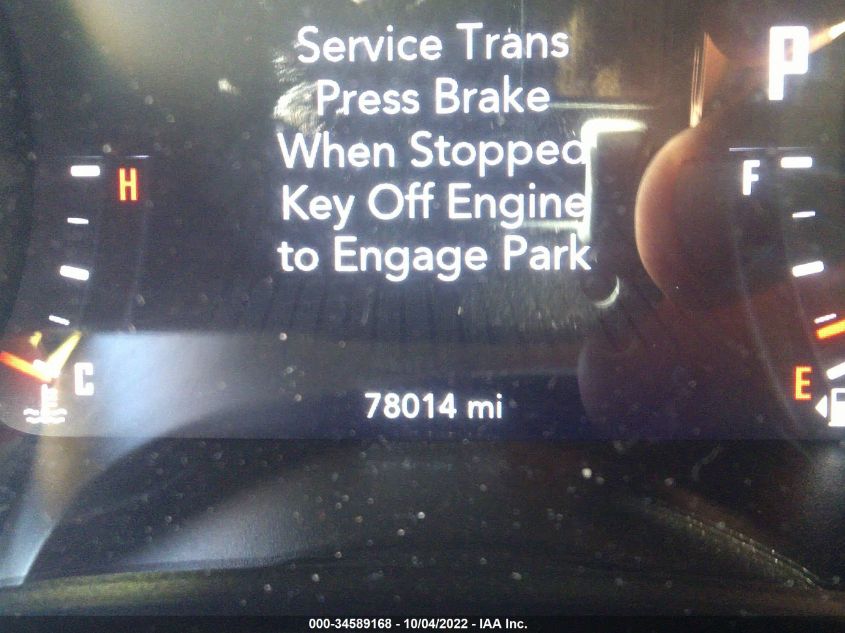 Service Trans
P
Press Brake
When Stopped
H
F
Key Off Engine
to Engage Park
C
E
78014 mi
000-34589168 - 10/04/2022 - IAA Inc.